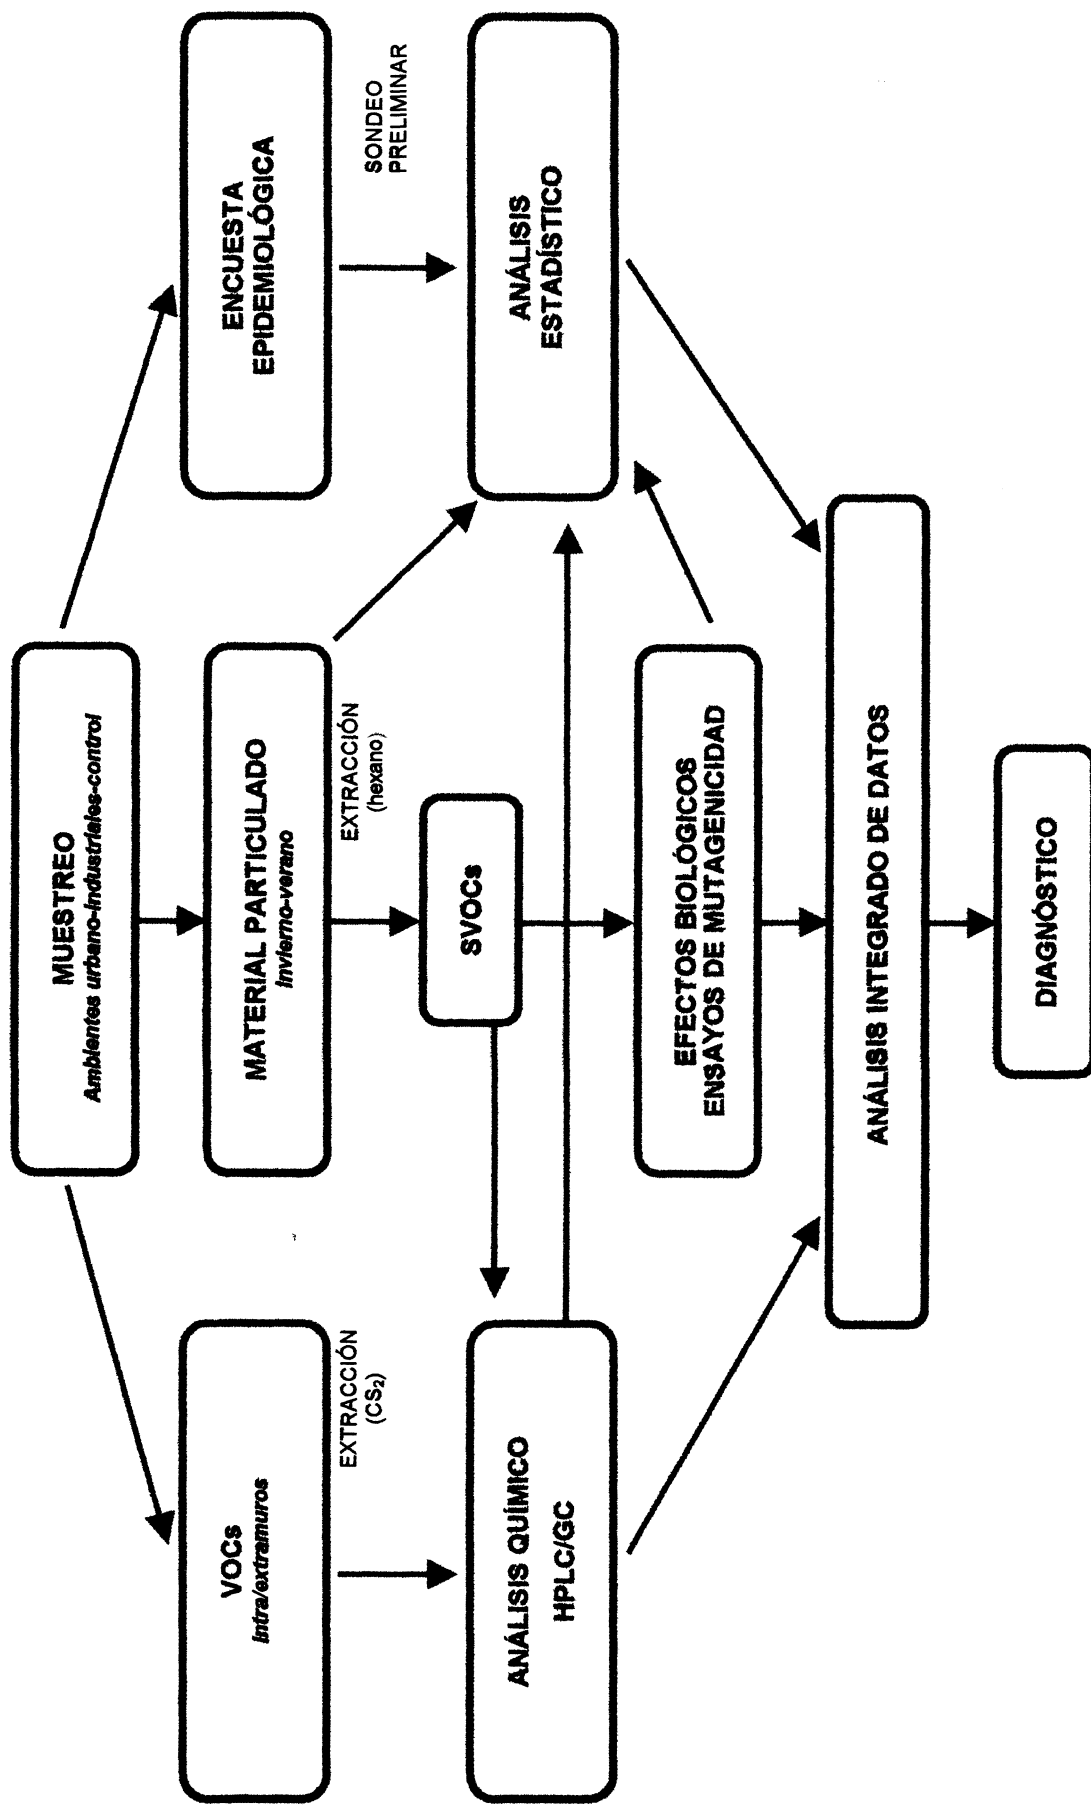 MUESTREO
Ambientes urbano-industriales-control
VOCs
Intra/extramuros
MATERIAL PARTICULADO
Invierno-verano
ENCUESTA
EPIDEMIOLÓGICA
EXTRACCIÓN
(CS₂)
EXTRACCIÓN
(hexano)
SONDEO
PRELIMINAR
SVOCs
ANÁLISIS QUÍMICO
HPLC/GC
ANÁLISIS
ESTADÍSTICO
EFECTOS BIOLÓGICOS
ENSAYOS DE MUTAGENICIDAD
ANÁLISIS INTEGRADO DE DATOS
DIAGNÓSTICO